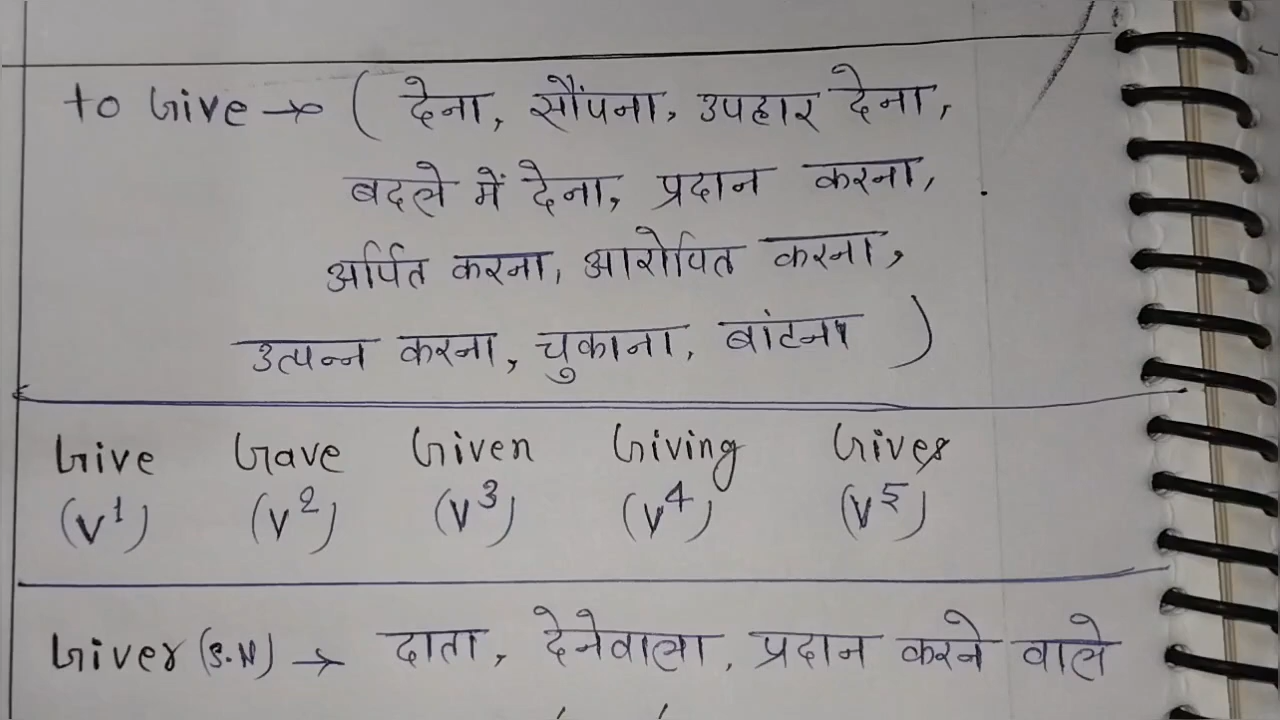 to Give → ( देना, सौंपना, उपहार देना,
बदले में देना, प्रदान करना,
अर्पित करना, आरोपित करना,
उत्पन्न करना, चुकाना, बांटना )
Give Gave Given Giving Gives
(V¹) (V²) (V³) (V⁴) (V⁵)
Giver (S.N) → दाता, देनेवाला, प्रदान करने वाले